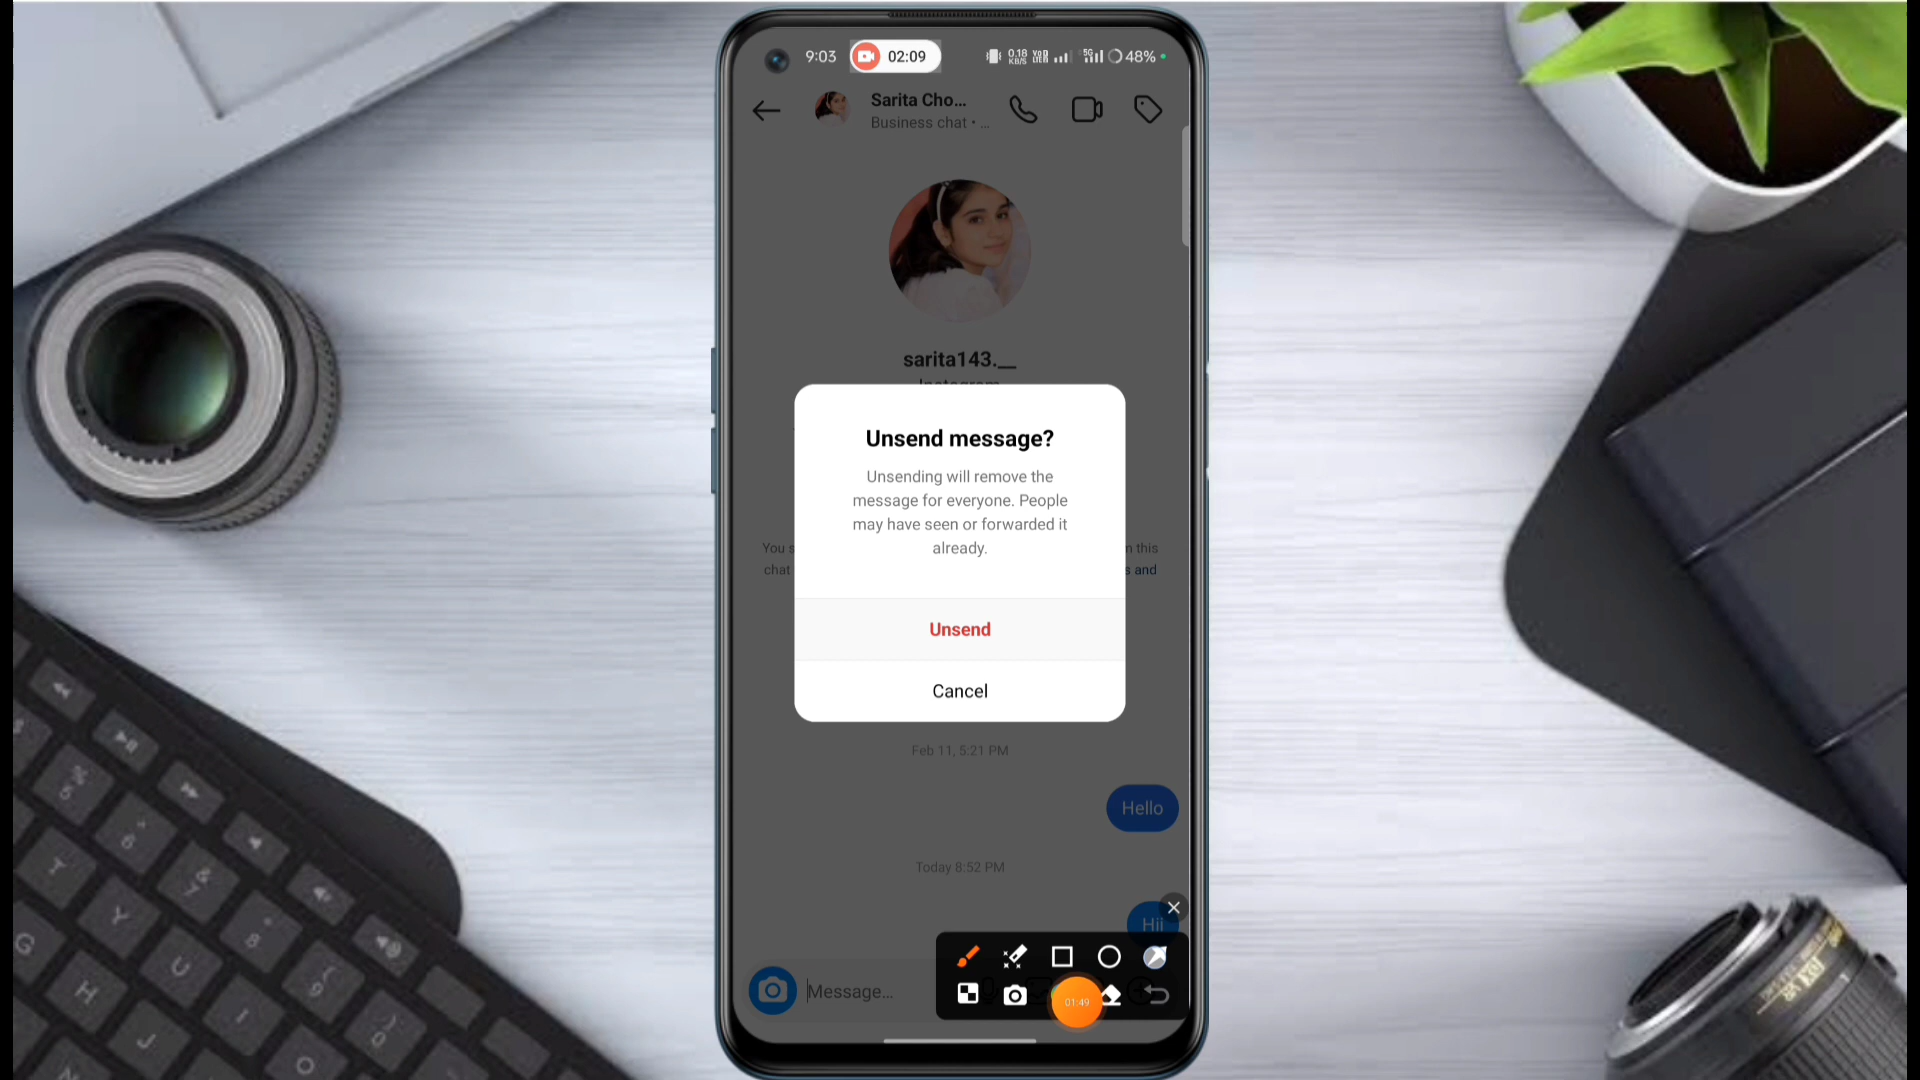 9:03 02:09 0.18 KB/S 5G 48%
Sarita Cho...
Business chat • ...
sarita143.__
Instagram
Unsend message?
Unsending will remove the
message for everyone. People
may have seen or forwarded it
already.
You s
n this
chat
s and
Unsend
Cancel
Feb 11, 5:21 PM
Hello
Today 8:52 PM
Hii
Message...
01:49